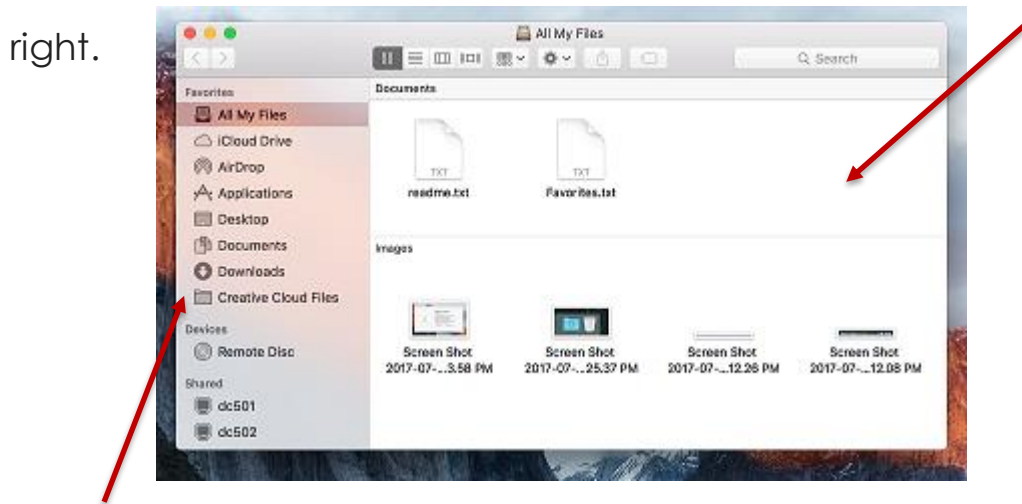 right.
All My Files
Search
Favorites
All My Files
iCloud Drive
AirDrop
Applications
Desktop
Documents
Downloads
Creative Cloud Files
Devices
Remote Disc
Shared
dc501
dc502
Documents
TXT TXT
readme.txt Favorites.txt
Images
Screen Shot Screen Shot Screen Shot Screen Shot
2017-07-...3.58 PM 2017-07-...25.37 PM 2017-07-...12.26 PM 2017-07-...12.08 PM